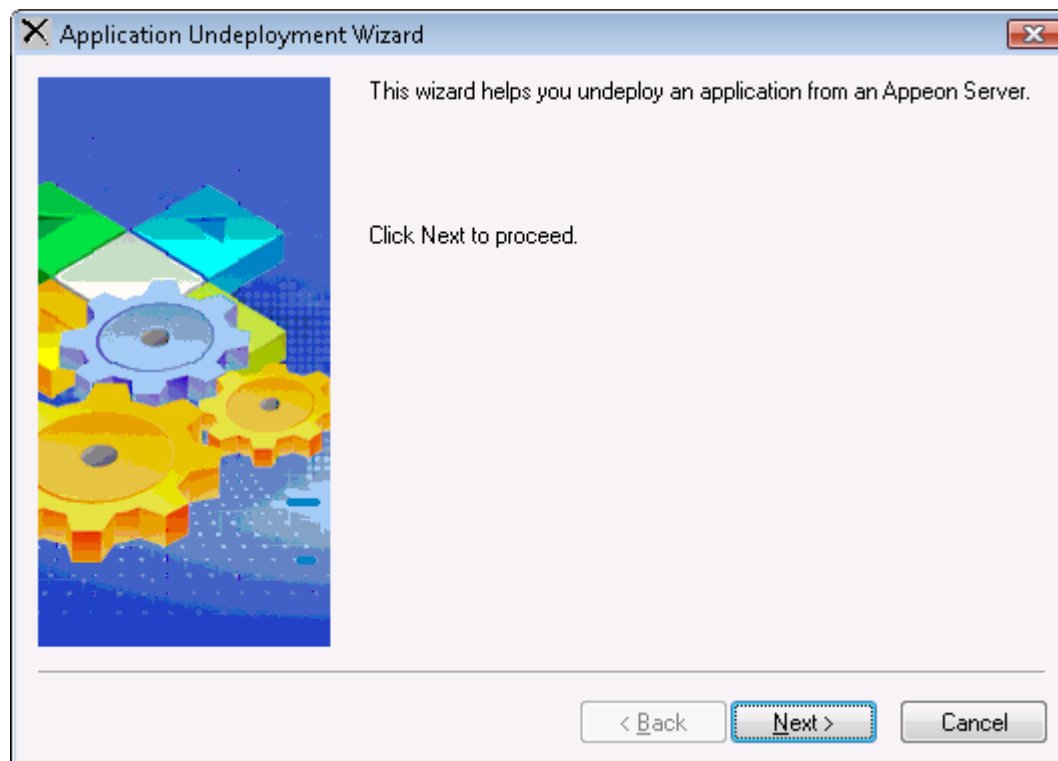 Application Undeployment Wizard
This wizard helps you undeploy an application from an Appeon Server.
Click Next to proceed.
< Back
Next >
Cancel